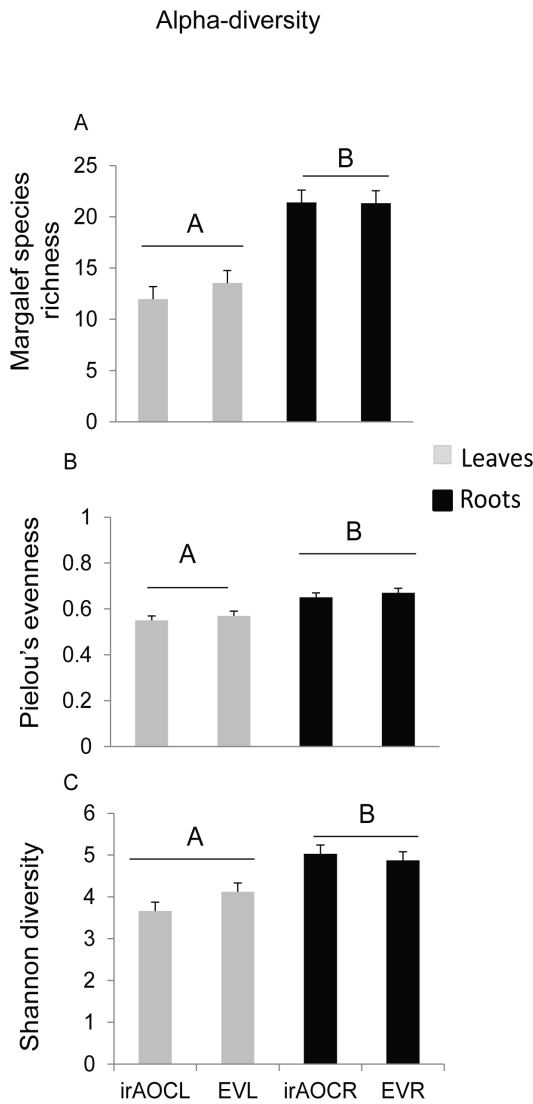 Alpha-diversity
A
Margalef species
richness
25
20
15
10
5
0
A
B
Leaves
Roots
B
Pielou's evenness
1
0.8
0.6
0.4
0.2
0
A
B
C
Shannon diversity
6
5
4
3
2
1
0
A
B
irAOCL EVL irAOCR EVR